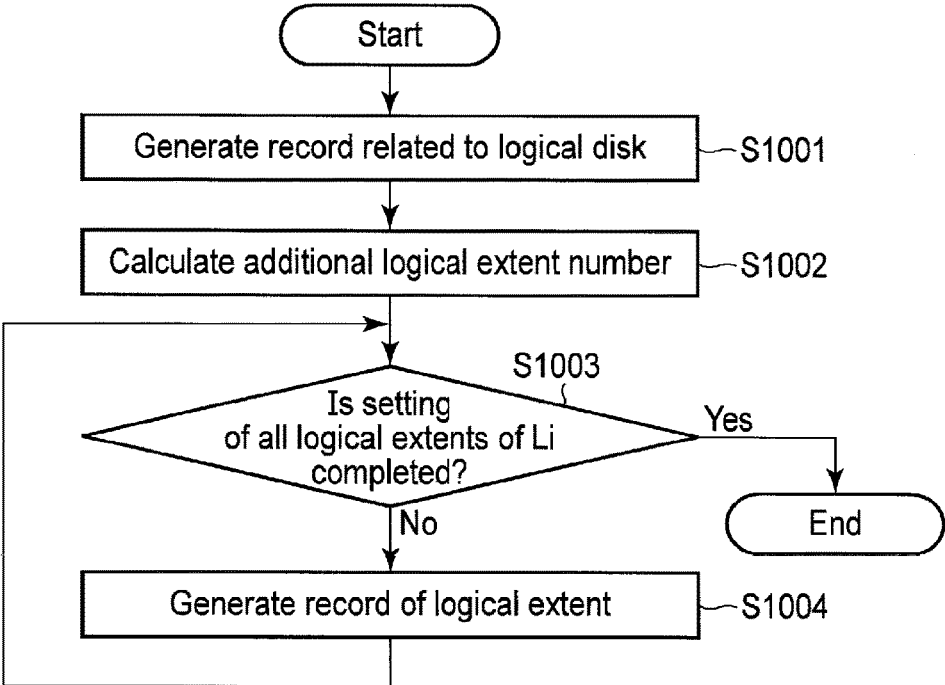 Start
Generate record related to logical disk
S1001
Calculate additional logical extent number
S1002
S1003
Is setting
of all logical extents of Li
completed?
Yes
No
End
Generate record of logical extent
S1004